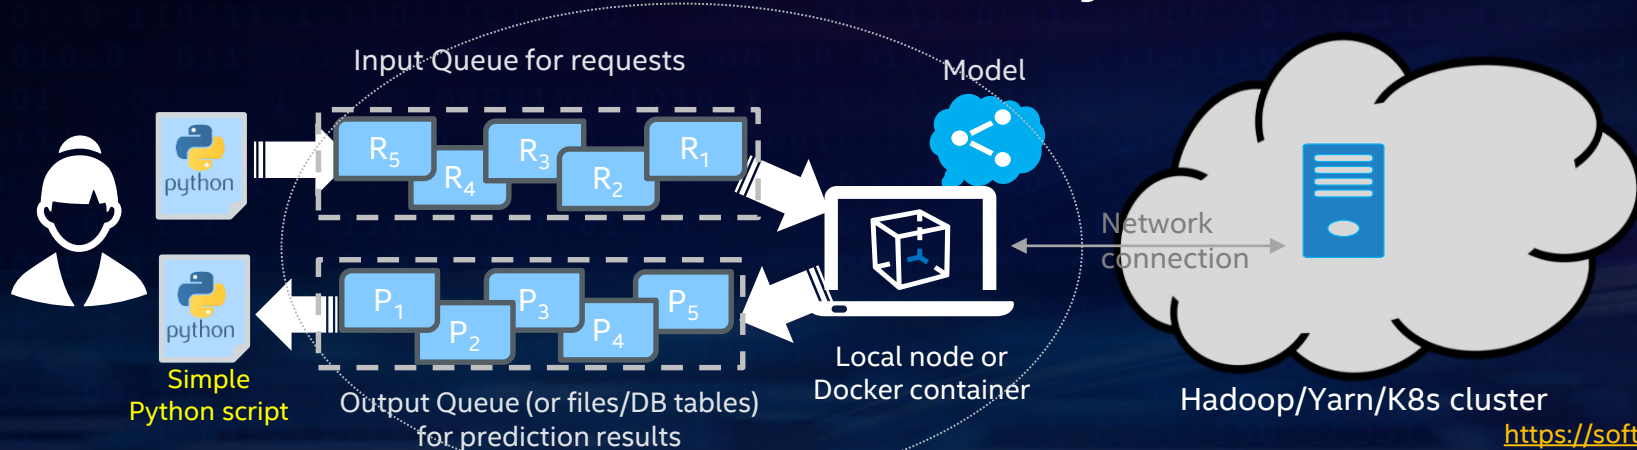 Input Queue for requests
Model
python
R5
R4
R3
R2
R1
Network
connection
python
P1
P2
P3
P4
P5
Simple
Python script
Output Queue (or files/DB tables)
for prediction results
Local node or
Docker container
Hadoop/Yarn/K8s cluster
https://soft